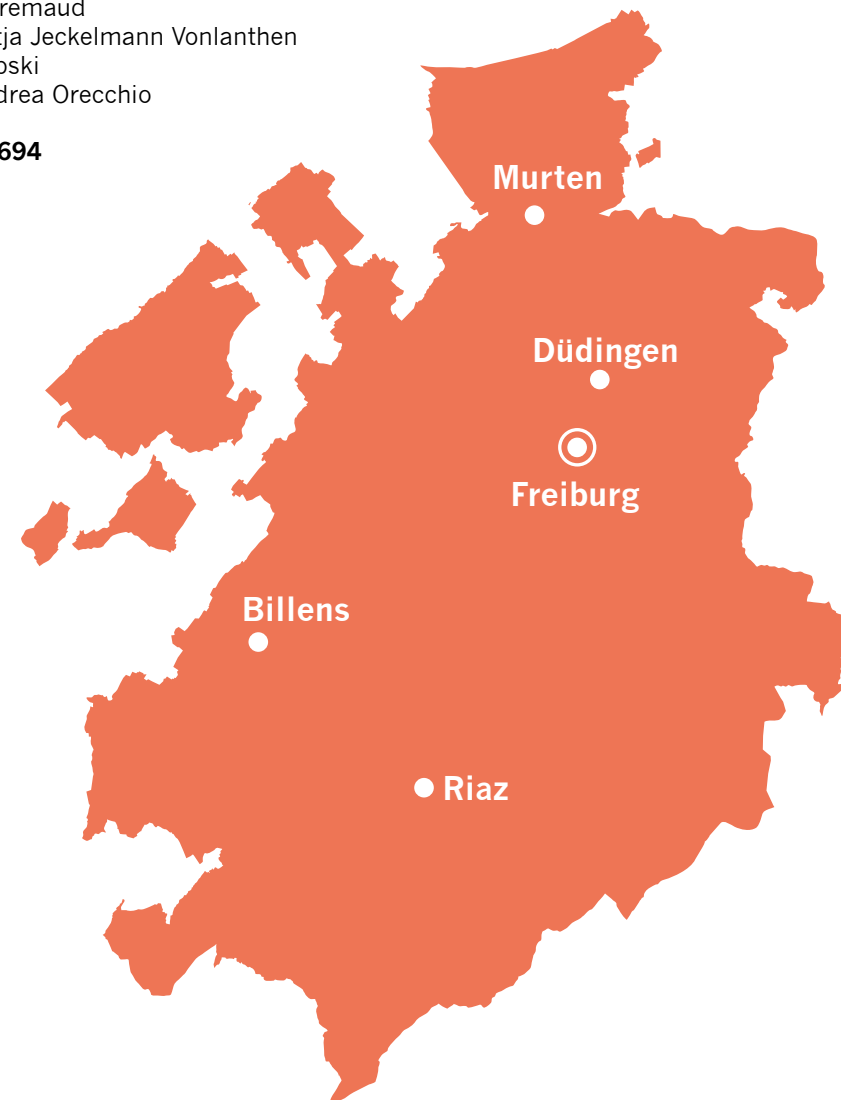 remaud
tja Jeckelmann Vonlanthen
oski
drea Orecchio
694
Murten
Düdingen
Freiburg
Billens
Riaz